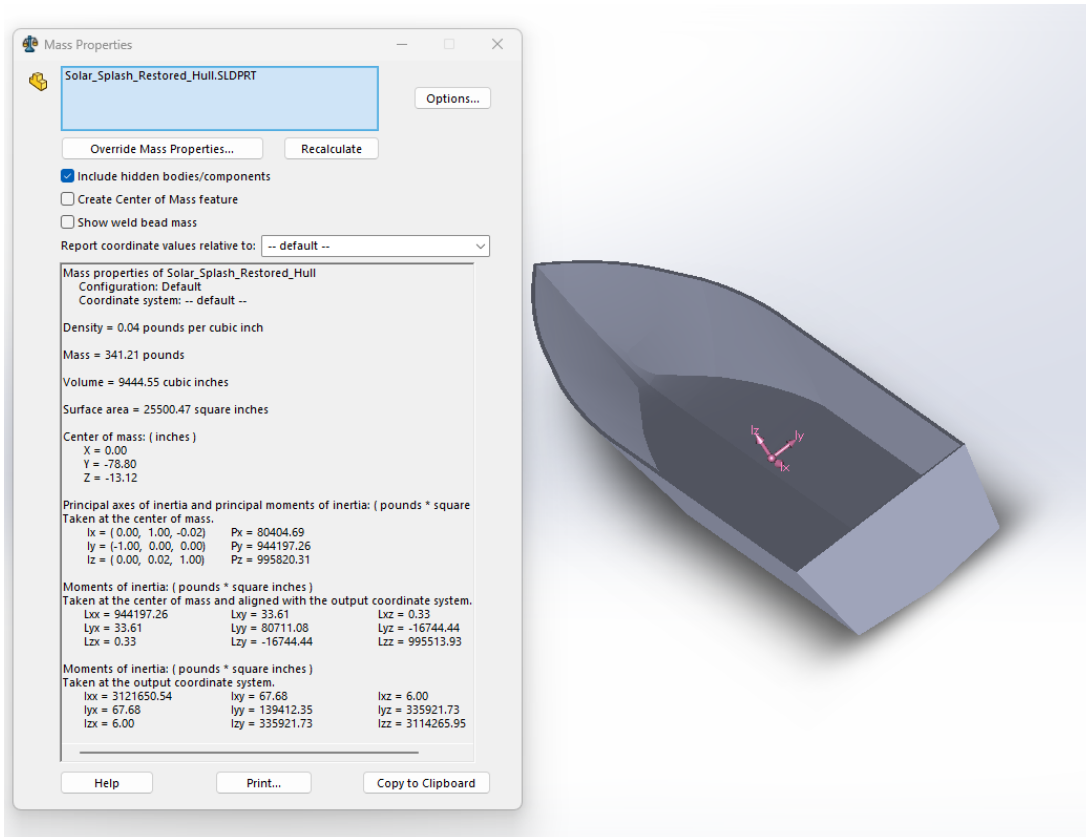 Mass Properties
Solar_Splash_Restored_Hull.SLDPRT
Options...
Override Mass Properties...
Recalculate
Include hidden bodies/components
Create Center of Mass feature
Show weld bead mass
Report coordinate values relative to: -- default --
Mass properties of Solar_Splash_Restored_Hull
Configuration: Default
Coordinate system: -- default --
Density = 0.04 pounds per cubic inch
Mass = 341.21 pounds
Volume = 9444.55 cubic inches
Surface area = 25500.47 square inches
Center of mass: ( inches )
X = 0.00
Y = -78.80
Z = -13.12
Principal axes of inertia and principal moments of inertia: ( pounds * square
Taken at the center of mass.
Ix = ( 0.00, 1.00, -0.02) Px = 80404.69
Iy = (-1.00, 0.00, 0.00) Py = 944197.26
Iz = ( 0.00, 0.02, 1.00) Pz = 995820.31
Moments of inertia: ( pounds * square inches )
Taken at the center of mass and aligned with the output coordinate system.
Lxx = 944197.26 Lxy = 33.61 Lxz = 0.33
Lyx = 33.61 Lyy = 80711.08 Lyz = -16744.44
Lzx = 0.33 Lzy = -16744.44 Lzz = 995513.93
Moments of inertia: ( pounds * square inches )
Taken at the output coordinate system.
Ixx = 3121650.54 Ixy = 67.68 Ixz = 6.00
Iyx = 67.68 Iyy = 139412.35 Iyz = 335921.73
Izx = 6.00 Izy = 335921.73 Izz = 3114265.95
Help
Print...
Copy to Clipboard
Iz
Iy
Ix